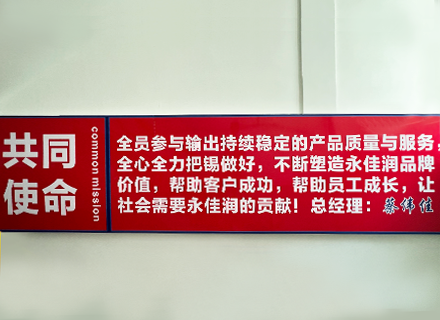 共同
使命
common mission
全员参与输出持续稳定的产品质量与服务，
全心全力把锡做好，不断塑造永佳润品牌
价值，帮助客户成功，帮助员工成长，让
社会需要永佳润的贡献！总经理：蔡伟佳